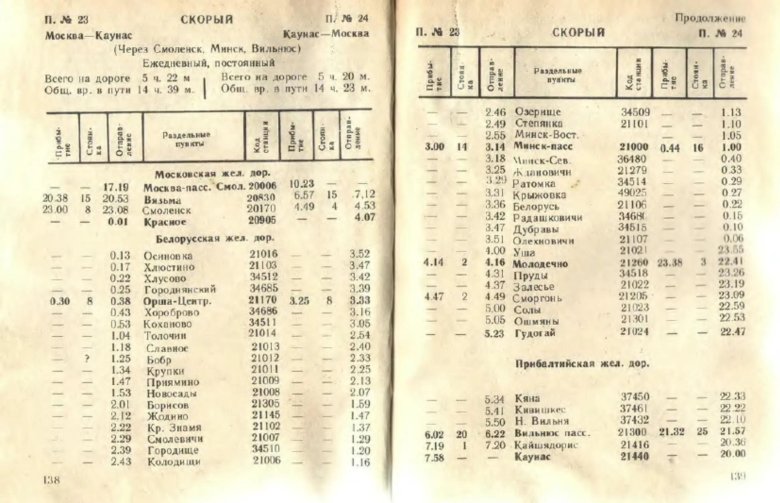 П. № 23 СКОРЫЙ П. № 24
Москва—Каунас Каунас—Москва
(Через Смоленск, Минск, Вильнюс)
Ежедневный, постоянный
Всего на дороге 5 ч. 22 м. Всего на дороге 5 ч. 20 м.
Общ. вр. в пути 14 ч. 39 м. Общ. вр. в пути 14 ч. 23 м.
Прибытие Стоянка Отправление Раздельные пункты Код станции Прибытие Стоянка Отправление
Московская жел. дор.
— — 17.19 Москва-пасс. Смол. 20006 10.23 — —
20.38 15 20.53 Вязьма 20830 6.57 15 7.12
23.00 8 23.08 Смоленск 20170 4.49 4 4.53
— — 0.01 Красное 20905 — — 4.07
Белорусская жел. дор.
— — 0.13 Осиновка 21016 — — 3.52
— — 0.17 Хлюстино 21103 — — 3.47
— — 0.22 Хлусово 34512 — — 3.42
— — 0.25 Городнянский 34685 — — 3.39
0.30 8 0.38 Орша-Центр. 21170 3.25 8 3.33
— — 0.43 Хороброво 34686 — — 3.16
— — 0.53 Коханово 34511 — — 3.05
— — 1.04 Толочин 21014 — — 2.54
— — 1.18 Славное 21013 — — 2.40
— ? 1.25 Бобр 21012 — — 2.33
— — 1.34 Крупки 21011 — — 2.25
— — 1.47 Приямино 21009 — — 2.13
— — 1.53 Новосады 21008 — — 2.07
— — 2.01 Борисов 21305 — — 1.59
— — 2.12 Жодино 21145 — — 1.47
— — 2.22 Кр. Знамя 21102 — — 1.37
— — 2.29 Смолевичи 21007 — — 1.29
— — 2.39 Городище 34510 — — 1.20
— — 2.43 Колодищи 21006 — — 1.16
138
Продолжение
П. № 23 СКОРЫЙ П. № 24
Прибытие Стоянка Отправление Раздельные пункты Код станции Прибытие Стоянка Отправление
— — 2.46 Озерище 34509 — — 1.13
— — 2.49 Степянка 21101 — — 1.10
— — 2.55 Минск-Вост. — — 1.05
3.00 14 3.14 Минск-пасс 21000 0.44 16 1.00
— — 3.18 Минск-Сев. 36480 — — 0.40
— — 3.25 Ждановичи 21279 — — 0.33
— — 3.29 Ратомка 34514 — — 0.29
— — 3.31 Крыжовка 49025 — — 0.27
— — 3.36 Беларусь 21106 — — 0.22
— — 3.42 Радашковичи 34680 — — 0.15
— — 3.47 Дубравы 34515 — — 0.10
— — 3.51 Олехновичи 21107 — — 0.06
— — 4.00 Уша 21021 — — 23.55
4.14 2 4.16 Молодечно 21260 23.38 3 22.41
— — 4.31 Пруды 34518 — — 23.26
— — 4.37 Залесье 21022 — — 23.19
4.47 2 4.49 Сморгонь 21205 — — 23.09
— — 5.00 Солы 21023 — — 22.59
— — 5.05 Ошмяны 21301 — — 22.53
— — 5.23 Гудогай 21024 — — 22.47
Прибалтийская жел. дор.
— — 5.34 Кяна 37450 — — 22.33
— — 5.41 Кивишкес 37461 — — 22.22
— — 5.50 Н. Вильня 37432 — — 22.10
6.02 20 6.22 Вильнюс пасс. 21300 21.32 25 21.57
7.19 1 7.20 Кайшядорис 21416 — — 20.36
7.58 — — Каунас 21440 — — 20.00
139